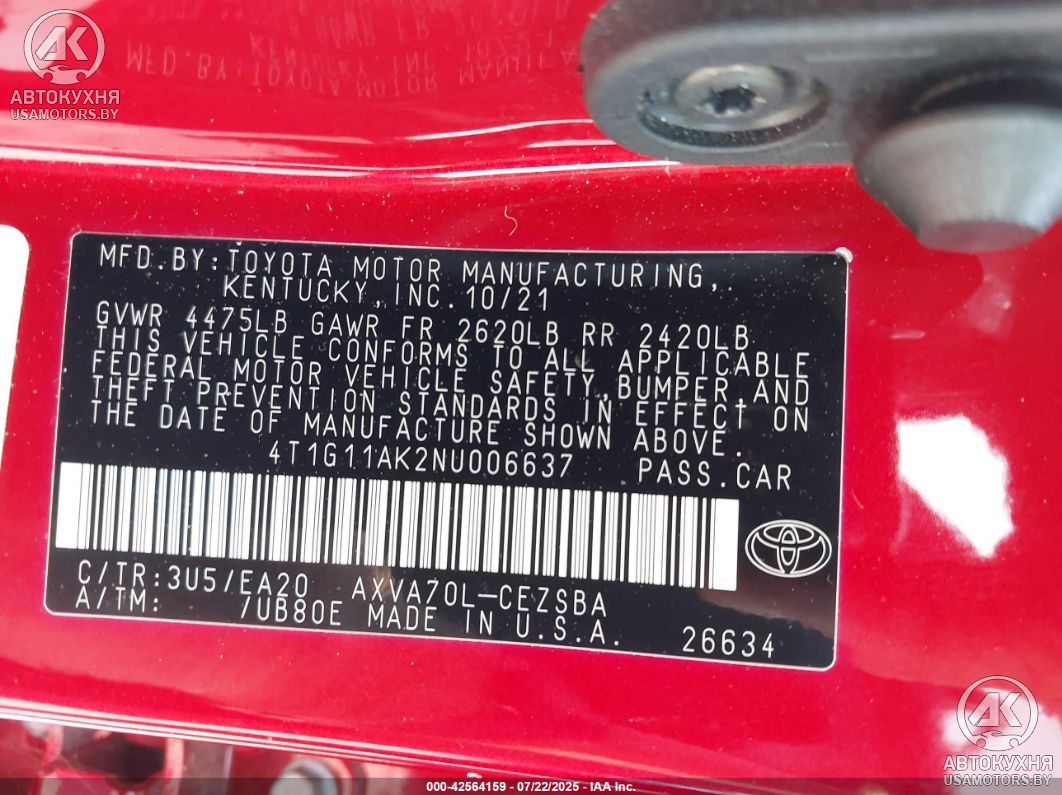 АВТОКУХНЯ
USAMOTORS.BY
MFD.BY:TOYOTA MOTOR MANUFACTURING,
KENTUCKY,INC.10/21
GVWR 4475LB GAWR FR 2620LB RR 2420LB
THIS VEHICLE CONFORMS TO ALL APPLICABLE
FEDERAL MOTOR VEHICLE SAFETY,BUMPER,AND
THEFT PREVENTION STANDARDS IN EFFECT ON
THE DATE OF MANUFACTURE SHOWN ABOVE.
4T1G11AK2NU006637 PASS.CAR
C/TR:3U5/EA20 AXVA70L-CEZSBA
A/TM: /UB80E MADE IN U.S.A. 26634
АВТОКУХНЯ
USAMOTORS.BY
000-42564159 - 07/22/2025 - IAA Inc.